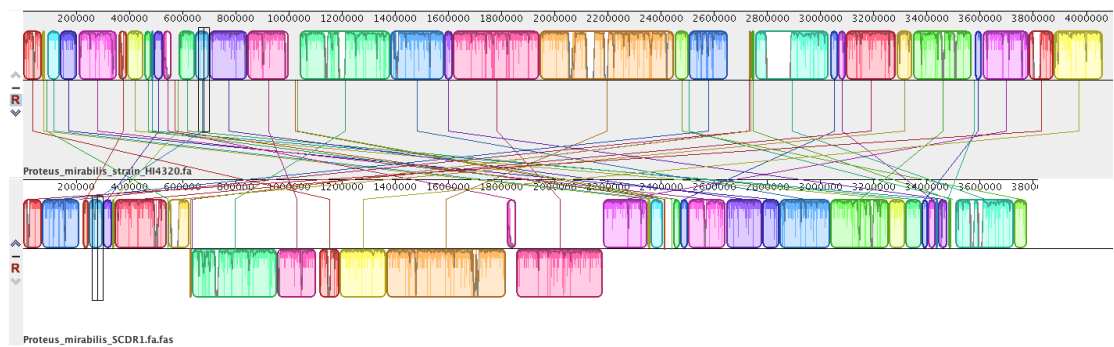 200000 400000 600000 800000 1000000 1200000 1400000 1600000 1800000 2000000 2200000 2400000 2600000 2800000 3000000 3200000 3400000 3600000 3800000 4000000
R
Proteus_mirabilis_strain_HI4320.fa
200000 400000 600000 800000 1000000 1200000 1400000 1600000 1800000 2000000 2200000 2400000 2600000 2800000 3000000 3200000 3400000 3600000 380
R
Proteus_mirabilis_SCDR1.fa.fas